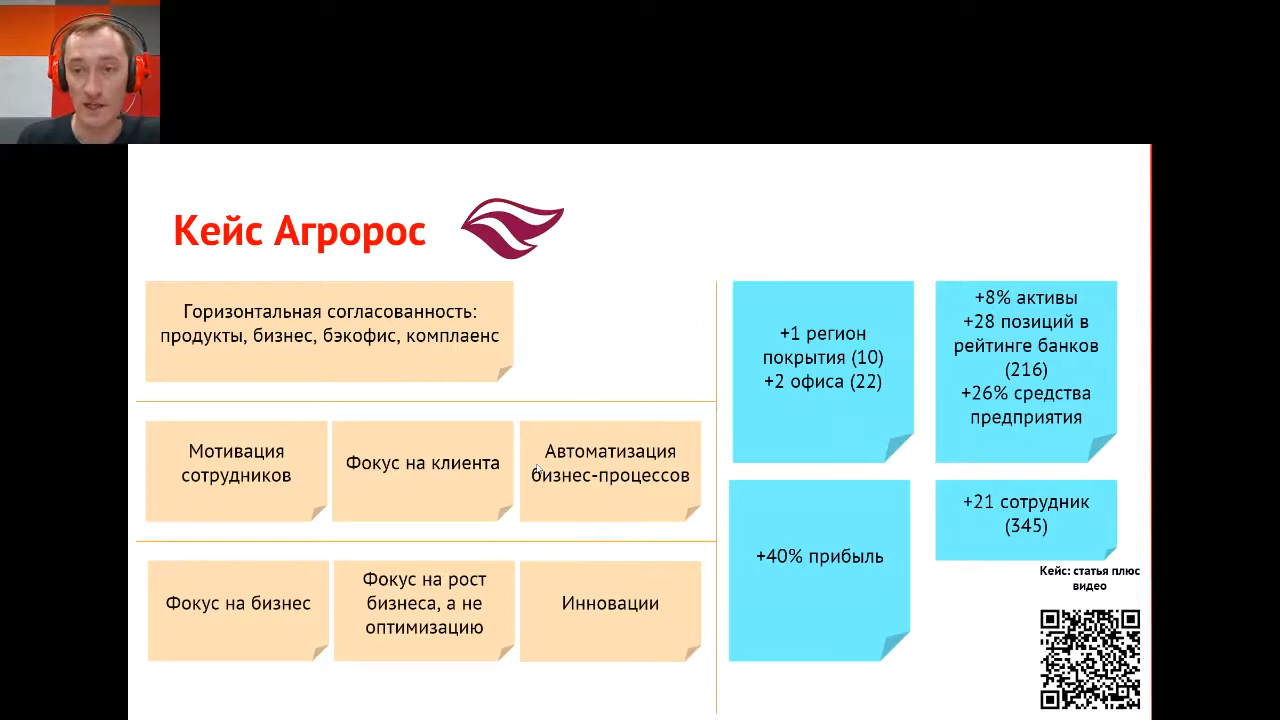 Кейс Агророс
Горизонтальная согласованность:
продукты, бизнес, бэкофис, комплаенс
Мотивация
сотрудников
Фокус на клиента
Автоматизация
бизнес-процессов
Фокус на бизнес
Фокус на рост
бизнеса, а не
оптимизацию
Инновации
+1 регион
покрытия (10)
+2 офиса (22)
+8% активы
+28 позиций в
рейтинге банков
(216)
+26% средства
предприятия
+40% прибыль
+21 сотрудник
(345)
Кейс: статья плюс
видео